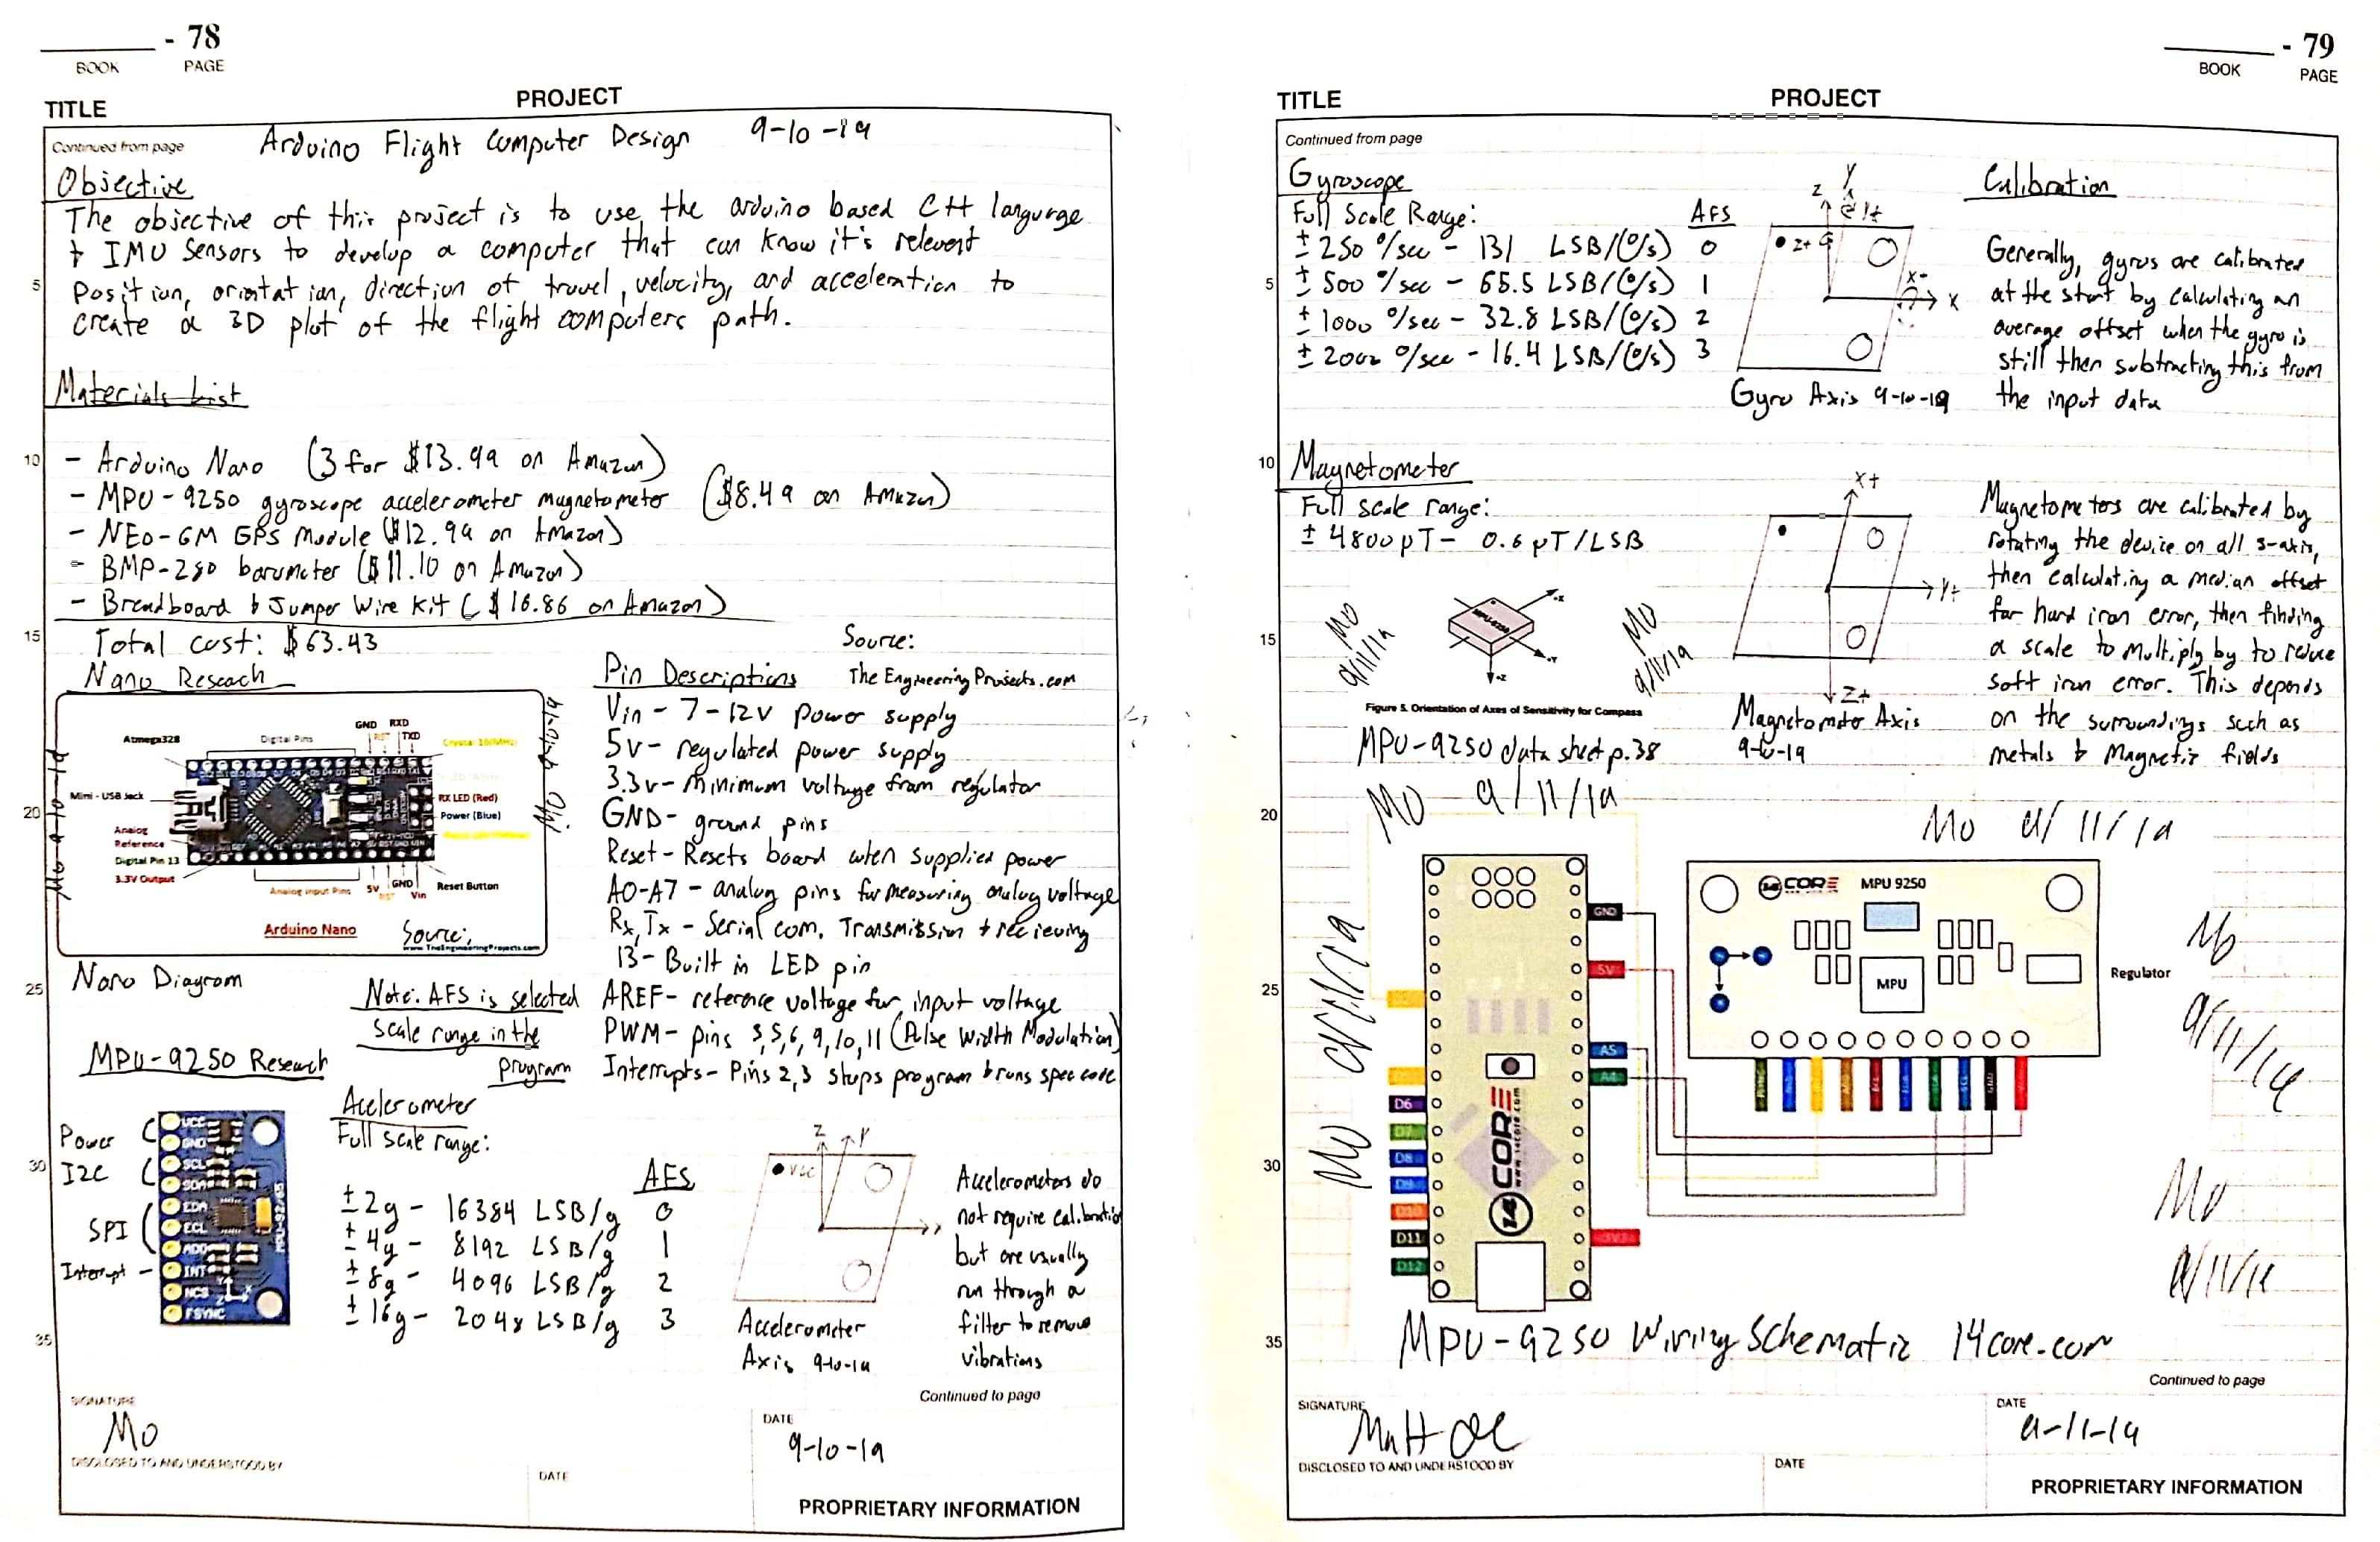 - 78
BOOK PAGE
TITLE PROJECT
Continued from page
Arduino Flight Computer Design 9-10-19
Objective
The objective of this project is to use the arduino based C++ langurge
+ IMU Sensors to develop a computer that can know it's relevent
position, orientation, direction of travel, velocity, and acceleration to
create a 3D plot of the flight computers path.
Materials List
- Arduino Nano (3 for $13.99 on Amazon)
- MPU-9250 gyroscope accelerometer magnetometer ($8.49 on Amazon)
- NEO-6M GPS Module ($12.99 on Amazon)
- BMP-280 barometer ($11.10 on Amazon)
- Breadboard & Jumper Wire Kit ($16.86 on Amazon)
Total cost: $63.43
Nano Reseach
Atmega328
Digital Pins
GND RXD
RST TXD
Crystal 16(MHz)
Mini - USB Jack
RX LED (Red)
Power (Blue)
Analog
Reference
Digital Pin 13
3.3V Output
Analog Input Pins
5V GND
RST Vin
Reset Button
Arduino Nano
Source:
www.TheEngineeringProjects.com
MO 9-10-19
MO 9-10-19
Nano Diagram
Source:
The Engineering Projects.com
Pin Descriptions
Vin - 7-12V power supply
5v - regulated power supply
3.3v - minimum voltage from regulator
GND - ground pins
Reset - Resets board when supplied power
A0-A7 - analog pins for measuring analog voltage
Rx, Tx - Serial com. Transmission + recieving
13 - Built in LED pin
AREF - reference voltage for input voltage
PWM - pins 3,5,6,9,10,11 (Pulse Width Modulation)
Interrupts - Pins 2,3 stops program & runs spec code
Note: AFS is selected
scale range in the
program
MPU-9250 Research
Power
I2C
SPI
Interrupt -
VCC
GND
SCL
SDA
EDA
ECL
ADO
INT
NCS
FSYNC
Accelerometer
Full scale range:
AFS
± 2g - 16384 LSB/g 0
± 4g - 8192 LSB/g 1
± 8g - 4096 LSB/g 2
± 16g - 2048 LSB/g 3
z y
VCC
x
Accelerometer
Axis 9-10-19
Accelerometers do
not require calibration
but are usually
run through a
filter to remove
vibrations
Continued to page
SIGNATURE
MO
DATE
9-10-19
DISCLOSED TO AND UNDERSTOOD BY
DATE
PROPRIETARY INFORMATION
5
10
15
20
25
30
35
- 79
BOOK PAGE
TITLE PROJECT
Continued from page
Gyroscope
Full Scale Range: AFS
± 250 °/sec - 131 LSB/(°/s) 0
± 500 °/sec - 65.5 LSB/(°/s) 1
± 1000 °/sec - 32.8 LSB/(°/s) 2
± 2000 °/sec - 16.4 LSB/(°/s) 3
Y
Z
Y+
Z+
X+
X
Gyro Axis 9-10-19
Calibration
Generally, gyros are calibrated
at the start by calculating an
average offset when the gyro is
still then subtracting this from
the input data
Magnetometer
Full scale range:
± 4800 µT - 0.6 µT/LSB
MO
9/11/19
MPU-9250
+X
+Y
+Z
MO
9/11/19
Figure 5. Orientation of Axes of Sensitivity for Compass
MPU-9250 data sheet p.38
X+
Y+
Z+
Magnetometer Axis
9-10-19
Magnetometers are calibrated by
rotating the device on all 3-axis,
then calculating a median offset
for hard iron error, then finding
a scale to multiply by to reduce
soft iron error. This depends
on the surroundings such as
metals & Magnetic fields
MO 9/11/19
MO 9/11/19
MO 9/11/19
GND
5V
A5
A4
D6
D7
D8
D9
D10
D11
D12
3V3
14CORE
www.14core.com
14CORE MPU 9250
MPU
Regulator
MO
9/11/19
MO
9/11/19
MPU-9250 Wiring Schematic 14core.com
Continued to page
SIGNATURE
DATE
9-11-19
DISCLOSED TO AND UNDERSTOOD BY
DATE
PROPRIETARY INFORMATION
5
10
15
20
25
30
35